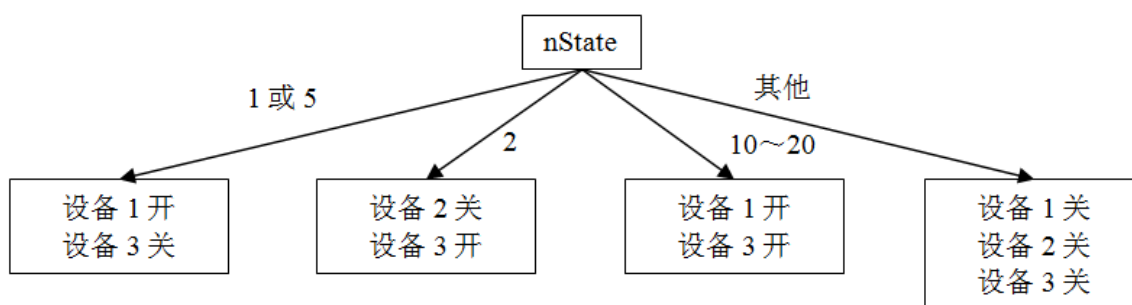 nState
1 或 5
2
10～20
其他
设备 1 开
设备 3 关
设备 2 关
设备 3 开
设备 1 开
设备 3 开
设备 1 关
设备 2 关
设备 3 关